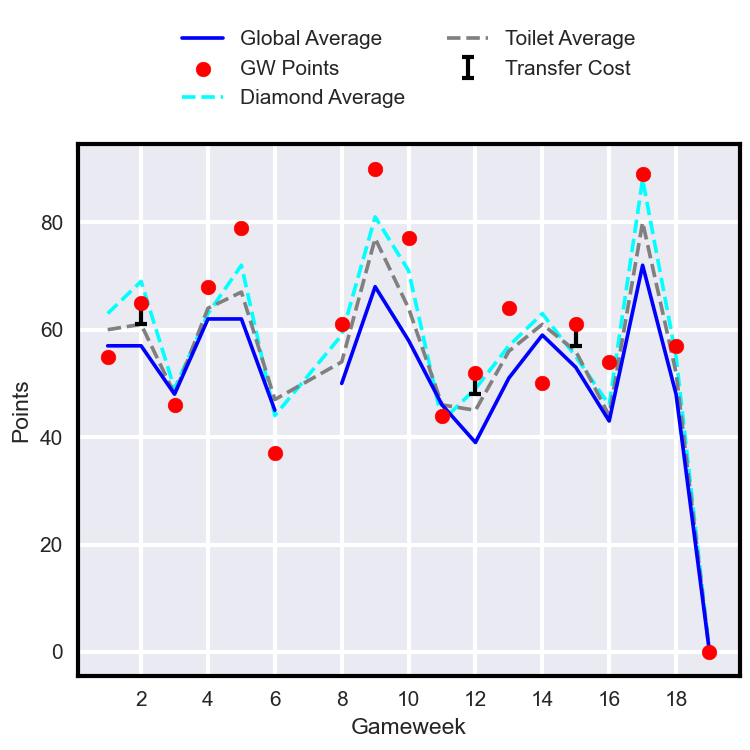 Global Average
GW Points
Diamond Average
Toilet Average
Transfer Cost
Points
80
60
40
20
0
2 4 6 8 10 12 14 16 18
Gameweek